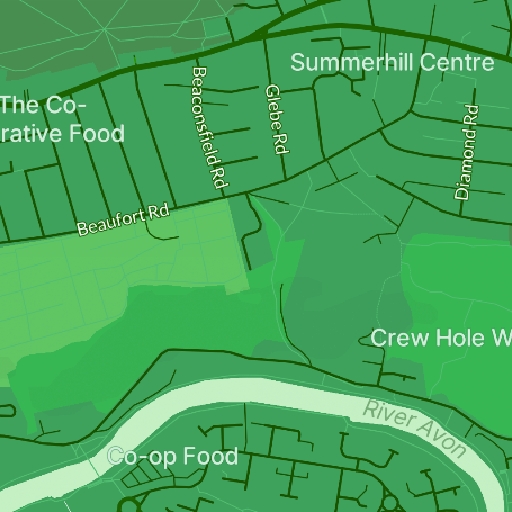 Summerhill Centre
The Co-
rative Food
Beaconsfield Rd
Glebe Rd
Diamond Rd
Beaufort Rd
Crew Hole W
River Avon
Co-op Food